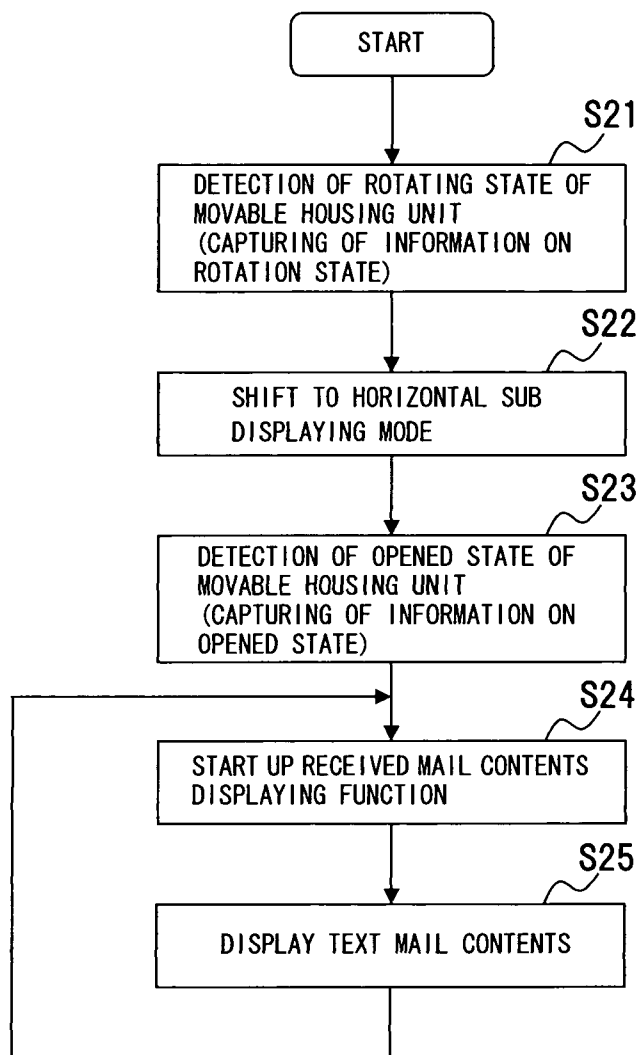 START
S21
DETECTION OF ROTATING STATE OF
MOVABLE HOUSING UNIT
(CAPTURING OF INFORMATION ON
ROTATION STATE)
S22
SHIFT TO HORIZONTAL SUB
DISPLAYING MODE
S23
DETECTION OF OPENED STATE OF
MOVABLE HOUSING UNIT
(CAPTURING OF INFORMATION ON
OPENED STATE)
S24
START UP RECEIVED MAIL CONTENTS
DISPLAYING FUNCTION
S25
DISPLAY TEXT MAIL CONTENTS